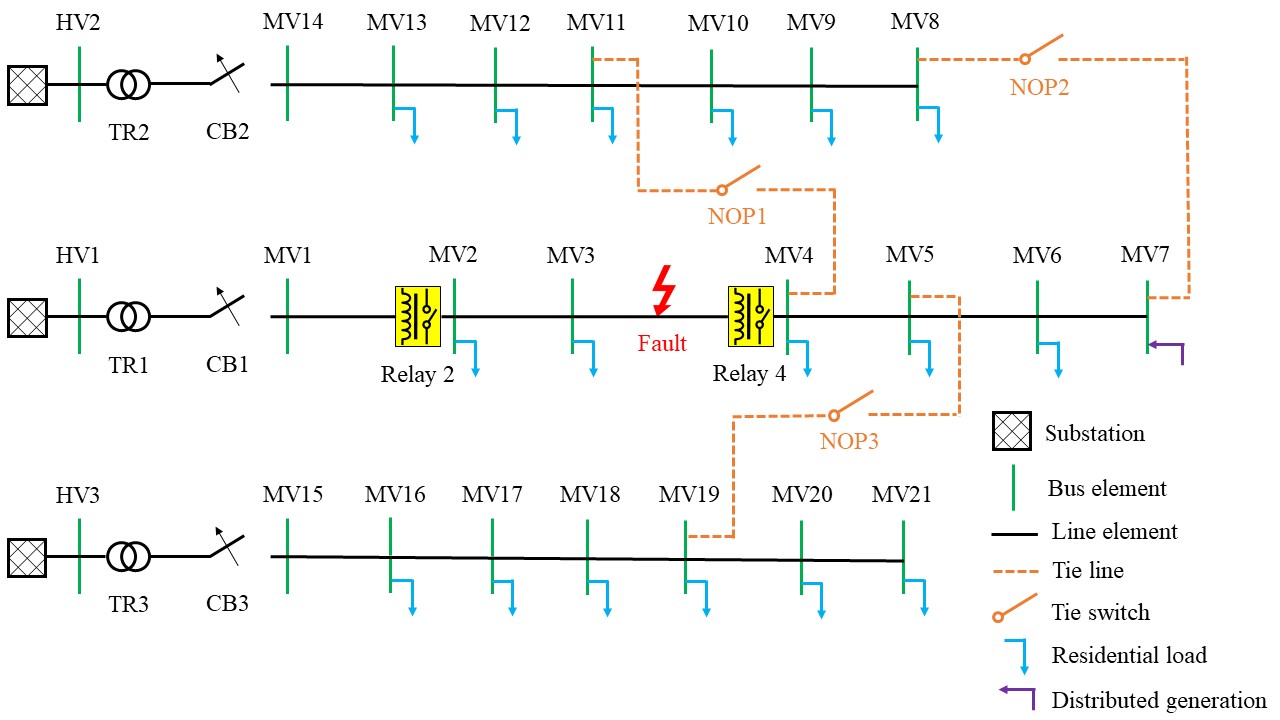 HV2
MV14
MV13
MV12
MV11
MV10
MV9
MV8
NOP2
TR2
CB2
NOP1
HV1
MV1
MV2
MV3
MV4
MV5
MV6
MV7
Fault
TR1
CB1
Relay 2
Relay 4
NOP3
Substation
HV3
MV15
MV16
MV17
MV18
MV19
MV20
MV21
Bus element
Line element
Tie line
TR3
CB3
Tie switch
Residential load
Distributed generation